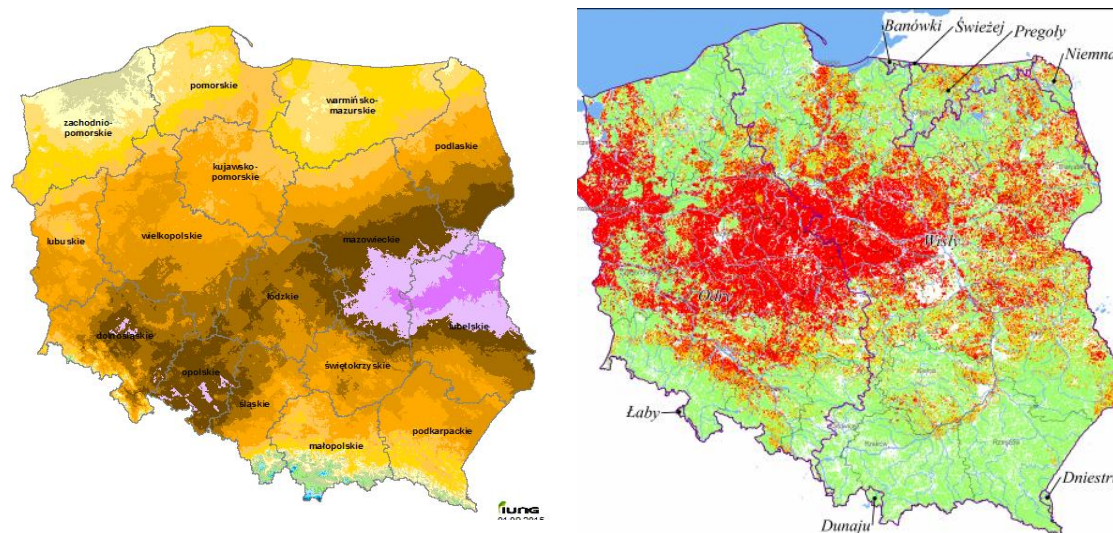 pomorskie
zachodnio-
pomorskie
warmińsko-
mazurskie
podlaskie
kujawsko-
pomorskie
mazowieckie
lubuskie
wielkopolskie
łódzkie
lubelskie
dolnośląskie
opolskie
śląskie
świętokrzyskie
małopolskie
podkarpackie
iung
Banówki
Świeżej
Pregoły
Niemna
Wisły
Odry
Łaby
Dunaju
Dniestru